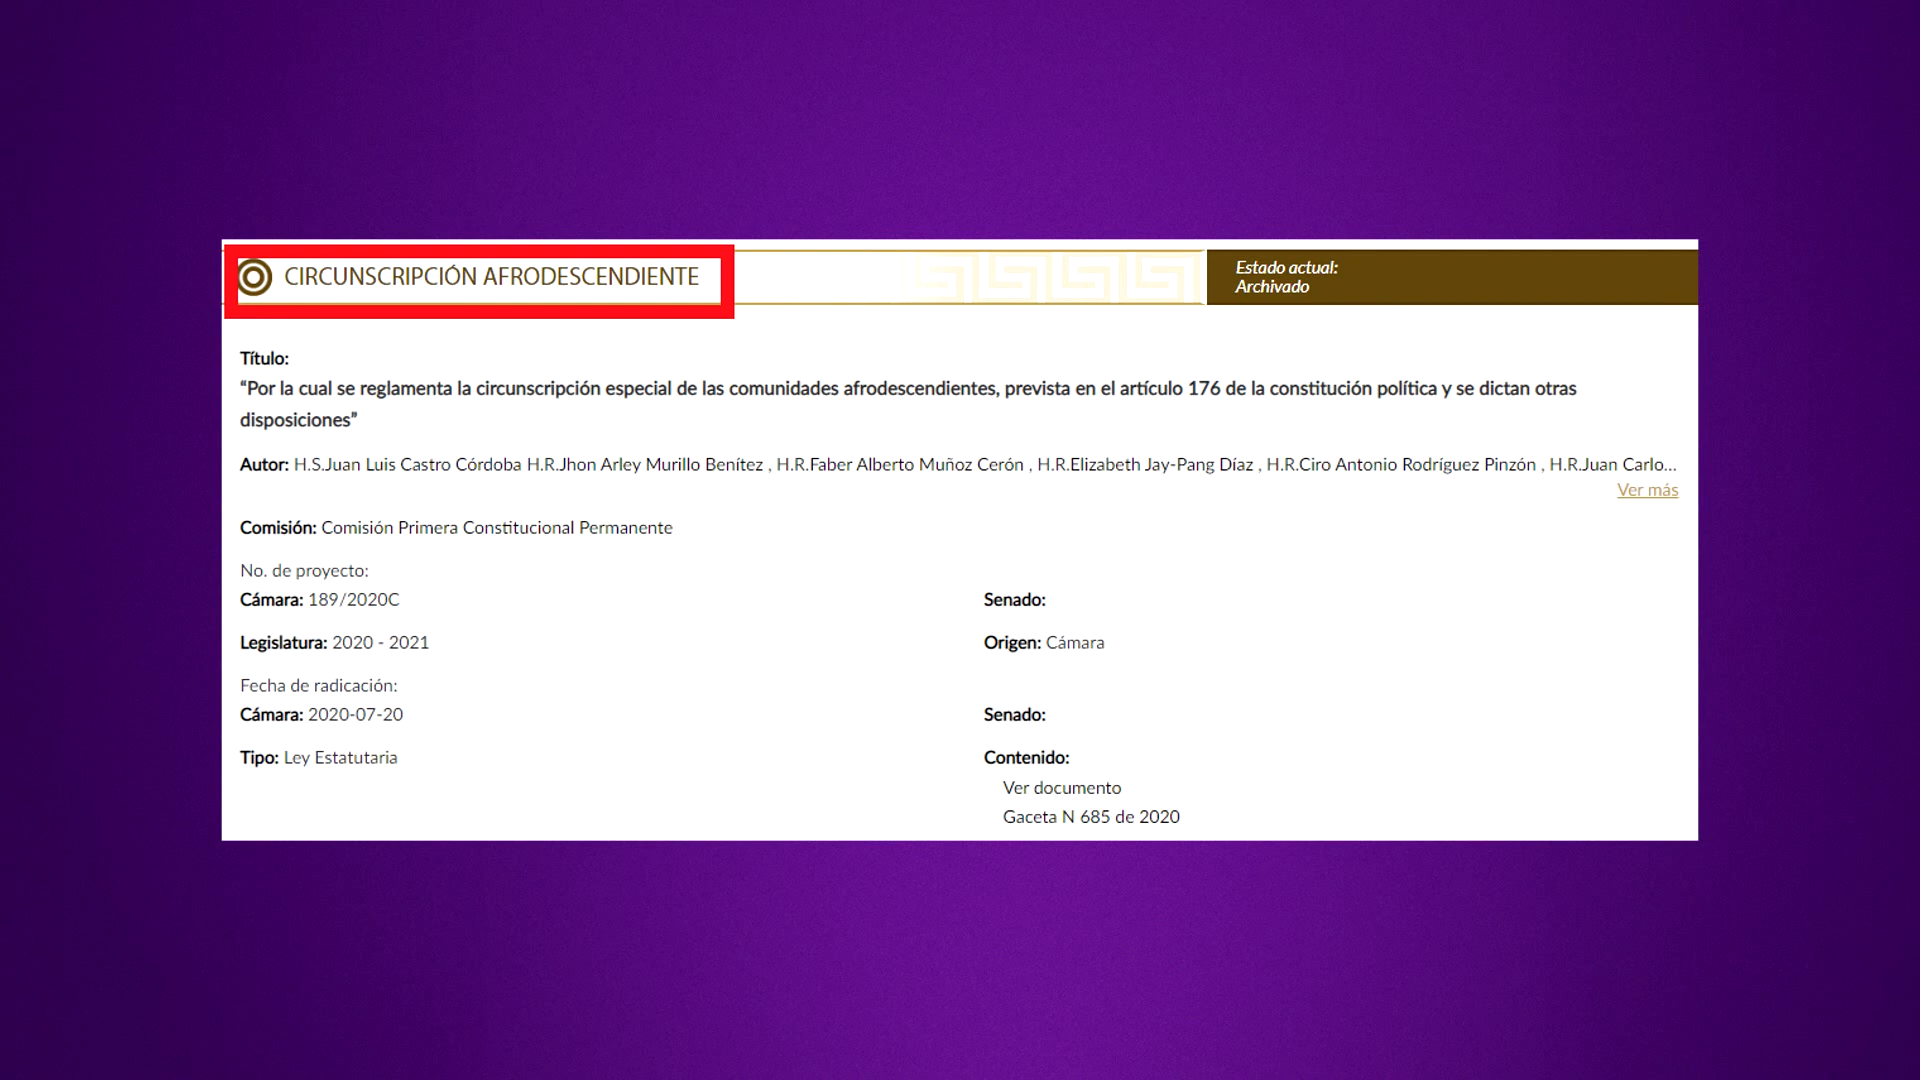 CIRCUNSCRIPCIÓN AFRODESCENDIENTE
Estado actual:
Archivado
Título:
“Por la cual se reglamenta la circunscripción especial de las comunidades afrodescendientes, prevista en el artículo 176 de la constitución política y se dictan otras
disposiciones”
Autor: H.S.Juan Luis Castro Córdoba H.R.Jhon Arley Murillo Benítez , H.R.Faber Alberto Muñoz Cerón , H.R.Elizabeth Jay-Pang Díaz , H.R.Ciro Antonio Rodríguez Pinzón , H.R.Juan Carlo...
Ver más
Comisión: Comisión Primera Constitucional Permanente
No. de proyecto:
Cámara: 189/2020C
Senado:
Legislatura: 2020 - 2021
Origen: Cámara
Fecha de radicación:
Cámara: 2020-07-20
Senado:
Tipo: Ley Estatutaria
Contenido:
Ver documento
Gaceta N 685 de 2020